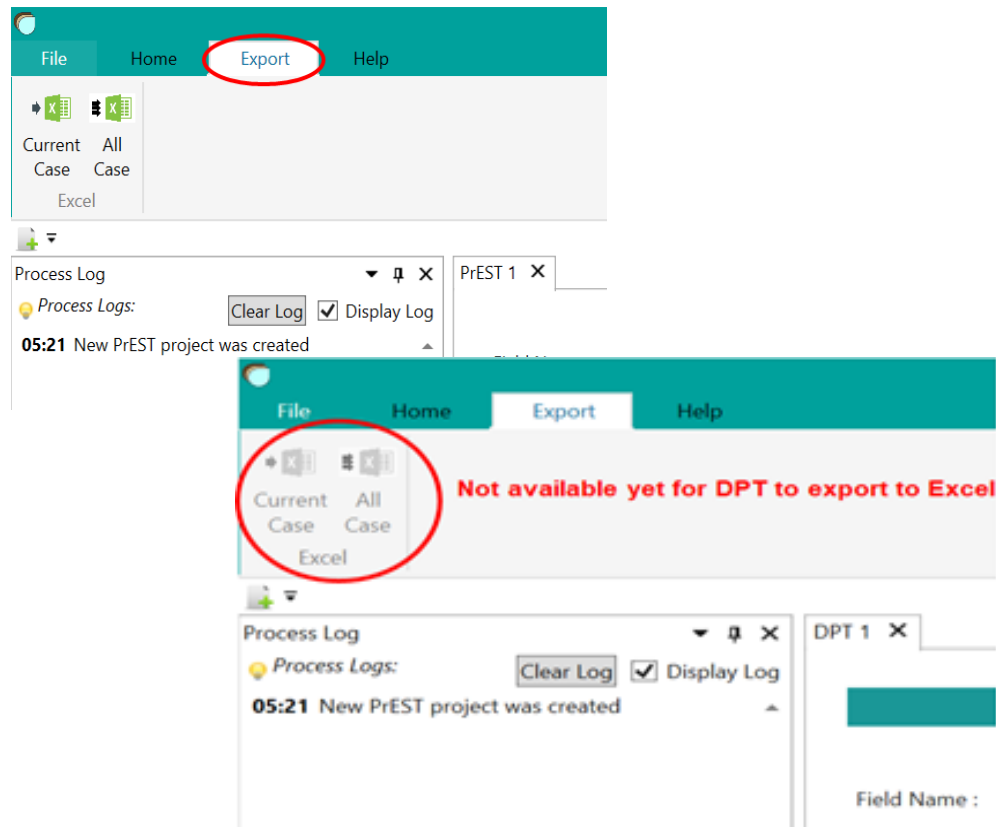 File Home Export Help
Current Case All Case
Excel
Process Log
PrEST 1
Process Logs:
Clear Log Display Log
05:21 New PrEST project was created
File Home Export Help
Current Case All Case
Excel
Not available yet for DPT to export to Excel
Process Log
DPT 1
Process Logs:
Clear Log Display Log
05:21 New PrEST project was created
Field Name :